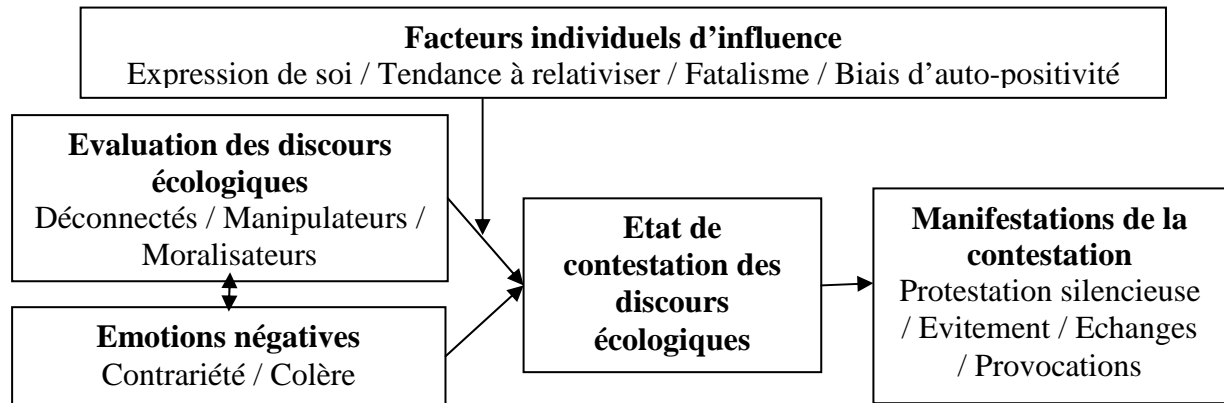 Facteurs individuels d’influence
Expression de soi / Tendance à relativiser / Fatalisme / Biais d’auto-positivité
Evaluation des discours
écologiques
Déconnectés / Manipulateurs /
Moralisateurs
Emotions négatives
Contrariété / Colère
Etat de
contestation des
discours
écologiques
Manifestations de la
contestation
Protestation silencieuse
/ Evitement / Echanges
/ Provocations